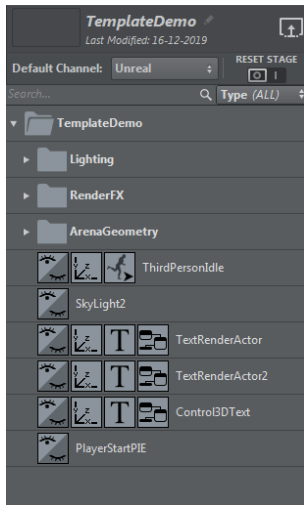 TemplateDemo
Last Modified: 16-12-2019
Default Channel: Unreal
RESET STAGE
Search...
Type (ALL)
TemplateDemo
Lighting
RenderFX
ArenaGeometry
ThirdPersonIdle
SkyLight2
T TextRenderActor
T TextRenderActor2
T Control3DText
PlayerStartPIE